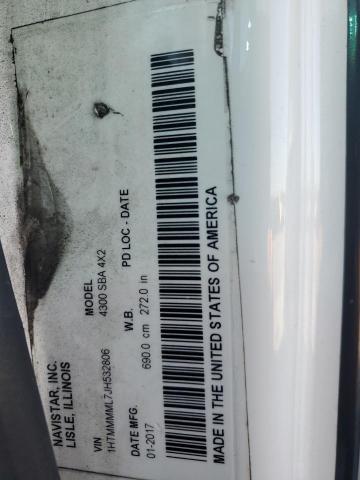 NAVISTAR, INC.
LISLE, ILLINOIS
VIN MODEL
1HTMMMML7JH532806 4300 SBA 4X2
DATE MFG. W.B. PD LOC - DATE
01-2017 690.0 cm 272.0 in
MADE IN THE UNITED STATES OF AMERICA